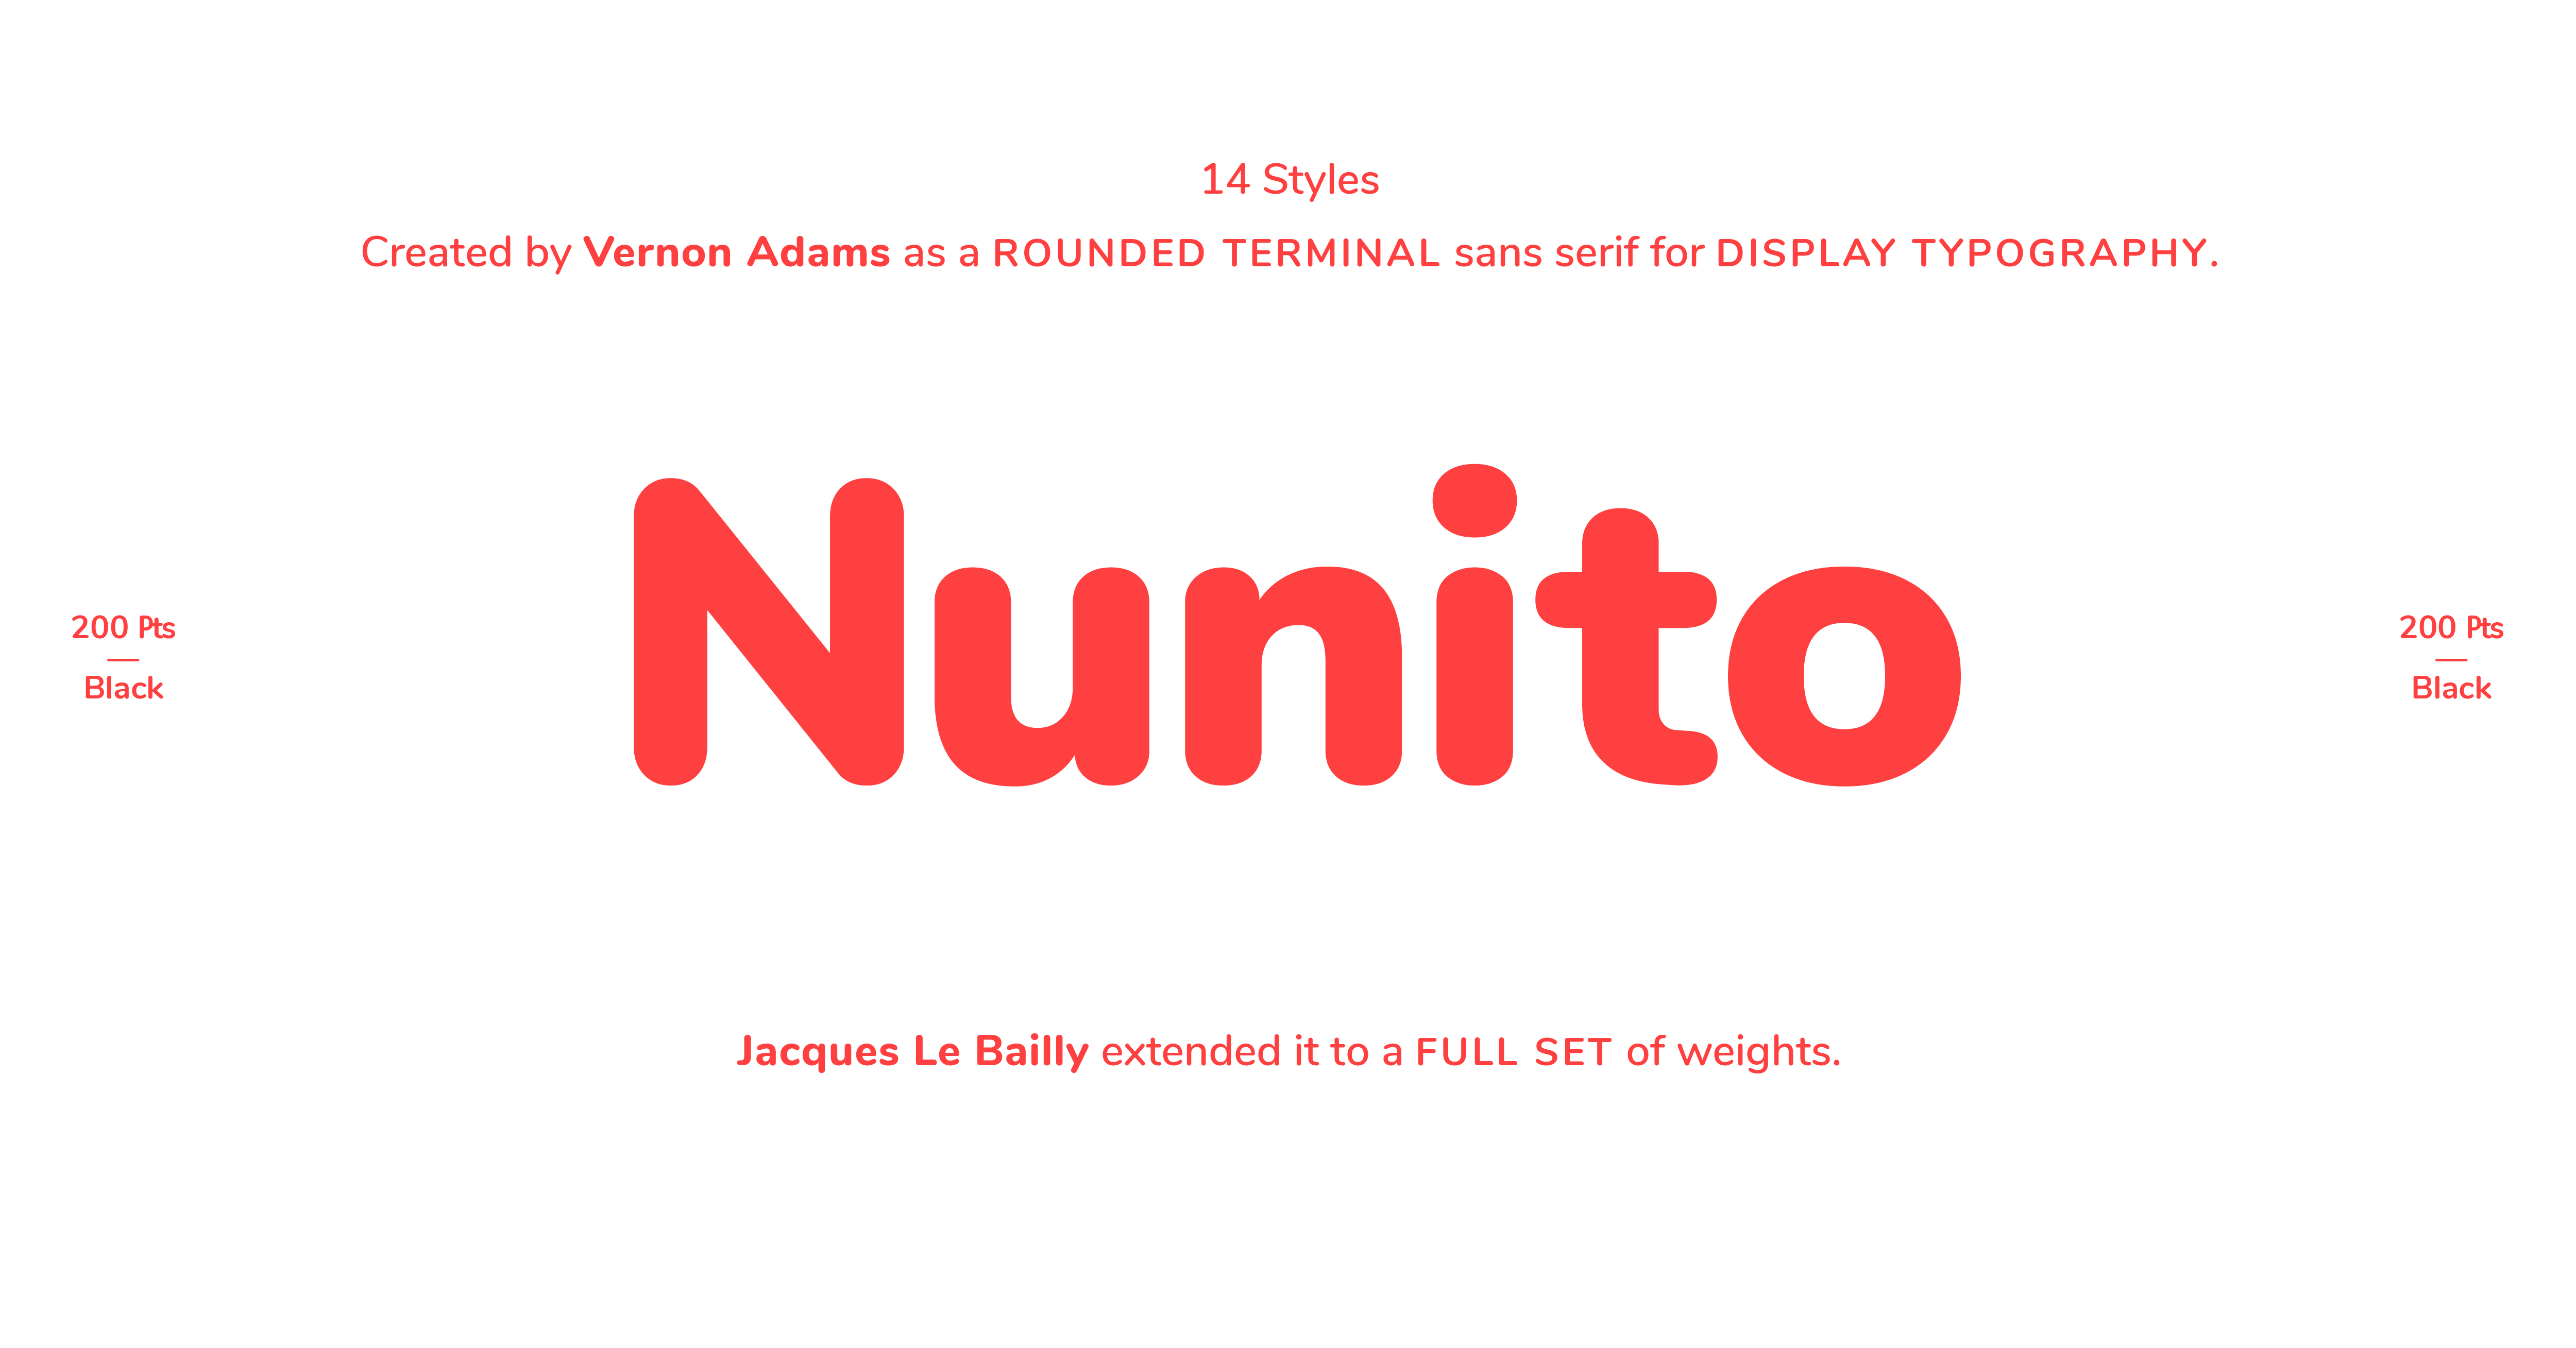 14 Styles
Created by Vernon Adams as a ROUNDED TERMINAL sans serif for DISPLAY TYPOGRAPHY.
Nunito
200 Pts
Black
200 Pts
Black
Jacques Le Bailly extended it to a FULL SET of weights.